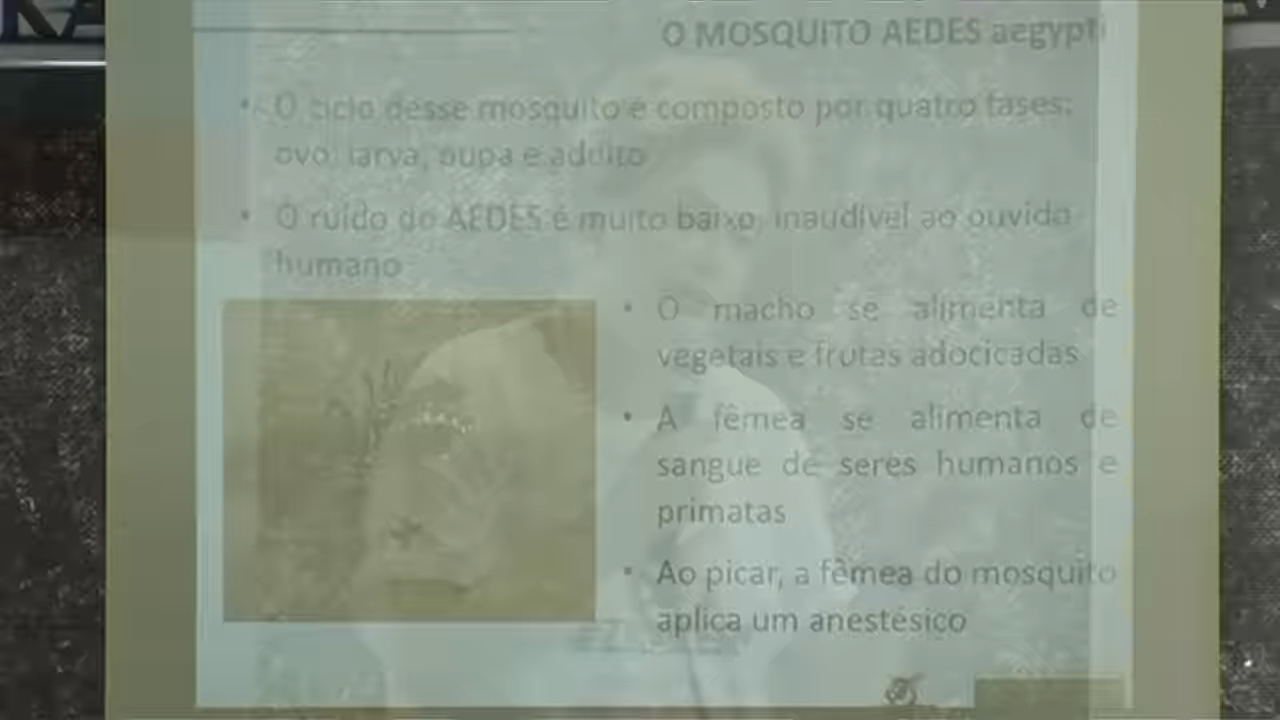 O MOSQUITO AEDES aegypti
• O ciclo desse mosquito é composto por quatro fases:
ovo, larva, pupa e adulto
• O ruído do AEDES é muito baixo, inaudível ao ouvido
humano
• O macho se alimenta de
vegetais e frutas adocicadas
• A fêmea se alimenta de
sangue de seres humanos e
primatas
• Ao picar, a fêmea do mosquito
aplica um anestésico